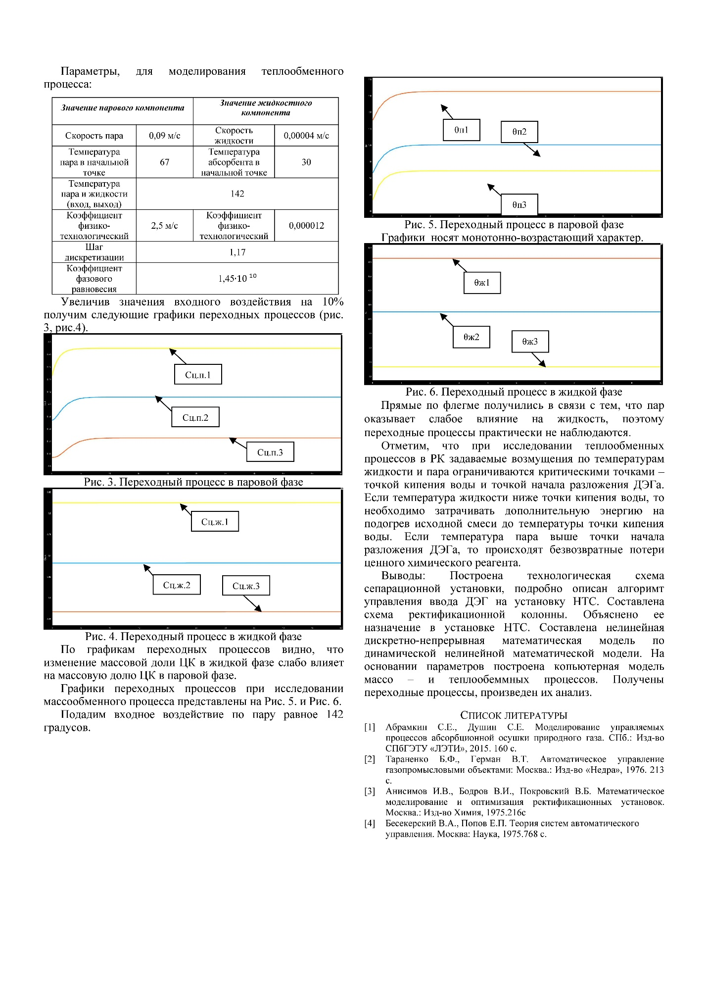 Параметры, для моделирования теплообменного
процесса:
Значение парового компонента
Значение жидкостного
компонента
Скорость пара
0,09 м/с
Скорость
жидкости
0,00004 м/с
Температура
пара в начальной
точке
67
Температура
абсорбента в
начальной точке
30
Температура
пара и жидкости
(вход, выход)
142
Коэффициент
физико-
технологический
2,5 м/с
Коэффициент
физико-
технологический
0,000012
Шаг
дискретизации
1,17
Коэффициент
фазового
равновесия
1,45·10 ¹⁰
Увеличив значения входного воздействия на 10%
получим следующие графики переходных процессов (рис.
3, рис.4).
Сц.п.1
Сц.п.2
Сц.п.3
Рис. 3. Переходный процесс в паровой фазе
Сц.ж.1
Сц.ж.2
Сц.ж.3
Рис. 4. Переходный процесс в жидкой фазе
По графикам переходных процессов видно, что
изменение массовой доли ЦК в жидкой фазе слабо влияет
на массовую долю ЦК в паровой фазе.
Графики переходных процессов при исследовании
массообменного процесса представлены на Рис. 5. и Рис. 6.
Подадим входное воздействие по пару равное 142
градусов.
θп1
θп2
θп3
Рис. 5. Переходный процесс в паровой фазе
Графики носят монотонно-возрастающий характер.
θж1
θж2
θж3
Рис. 6. Переходный процесс в жидкой фазе
Прямые по флегме получились в связи с тем, что пар
оказывает слабое влияние на жидкость, поэтому
переходные процессы практически не наблюдаются.
Отметим, что при исследовании теплообменных
процессов в РК задаваемые возмущения по температурам
жидкости и пара ограничиваются критическими точками –
точкой кипения воды и точкой начала разложения ДЭГа.
Если температура жидкости ниже точки кипения воды, то
необходимо затрачивать дополнительную энергию на
подогрев исходной смеси до температуры точки кипения
воды. Если температура пара выше точки начала
разложения ДЭГа, то происходят безвозвратные потери
ценного химического реагента.
Выводы: Построена технологическая схема
сепарационной установки, подробно описан алгоримт
управления ввода ДЭГ на установку НТС. Составлена
схема ректификационной колонны. Объяснено ее
назначение в установке НТС. Составлена нелинейная
дискретно-непрерывная математическая модель по
динамической нелинейной математической модели. На
основании параметров построена копьютерная модель
массо – и теплообеммных процессов. Получены
переходные процессы, произведен их анализ.
СПИСОК ЛИТЕРАТУРЫ
[1] Абрамкин С.Е., Душин С.Е. Моделирование управляемых
процессов абсорбционной осушки природного газа. СПб.: Изд-во
СПбГЭТУ «ЛЭТИ», 2015. 160 с.
[2] Тараненко Б.Ф., Герман В.Т. Автоматическое управление
газопромысловыми объектами: Москва.: Изд-во «Недра», 1976. 213
с.
[3] Анисимов И.В., Бодров В.И., Покровский В.Б. Математическое
моделирование и оптимизация ректификационных установок.
Москва.: Изд-во Химия, 1975.216с
[4] Бесекерский В.А., Попов Е.П. Теория систем автоматического
управления. Москва: Наука, 1975.768 с.